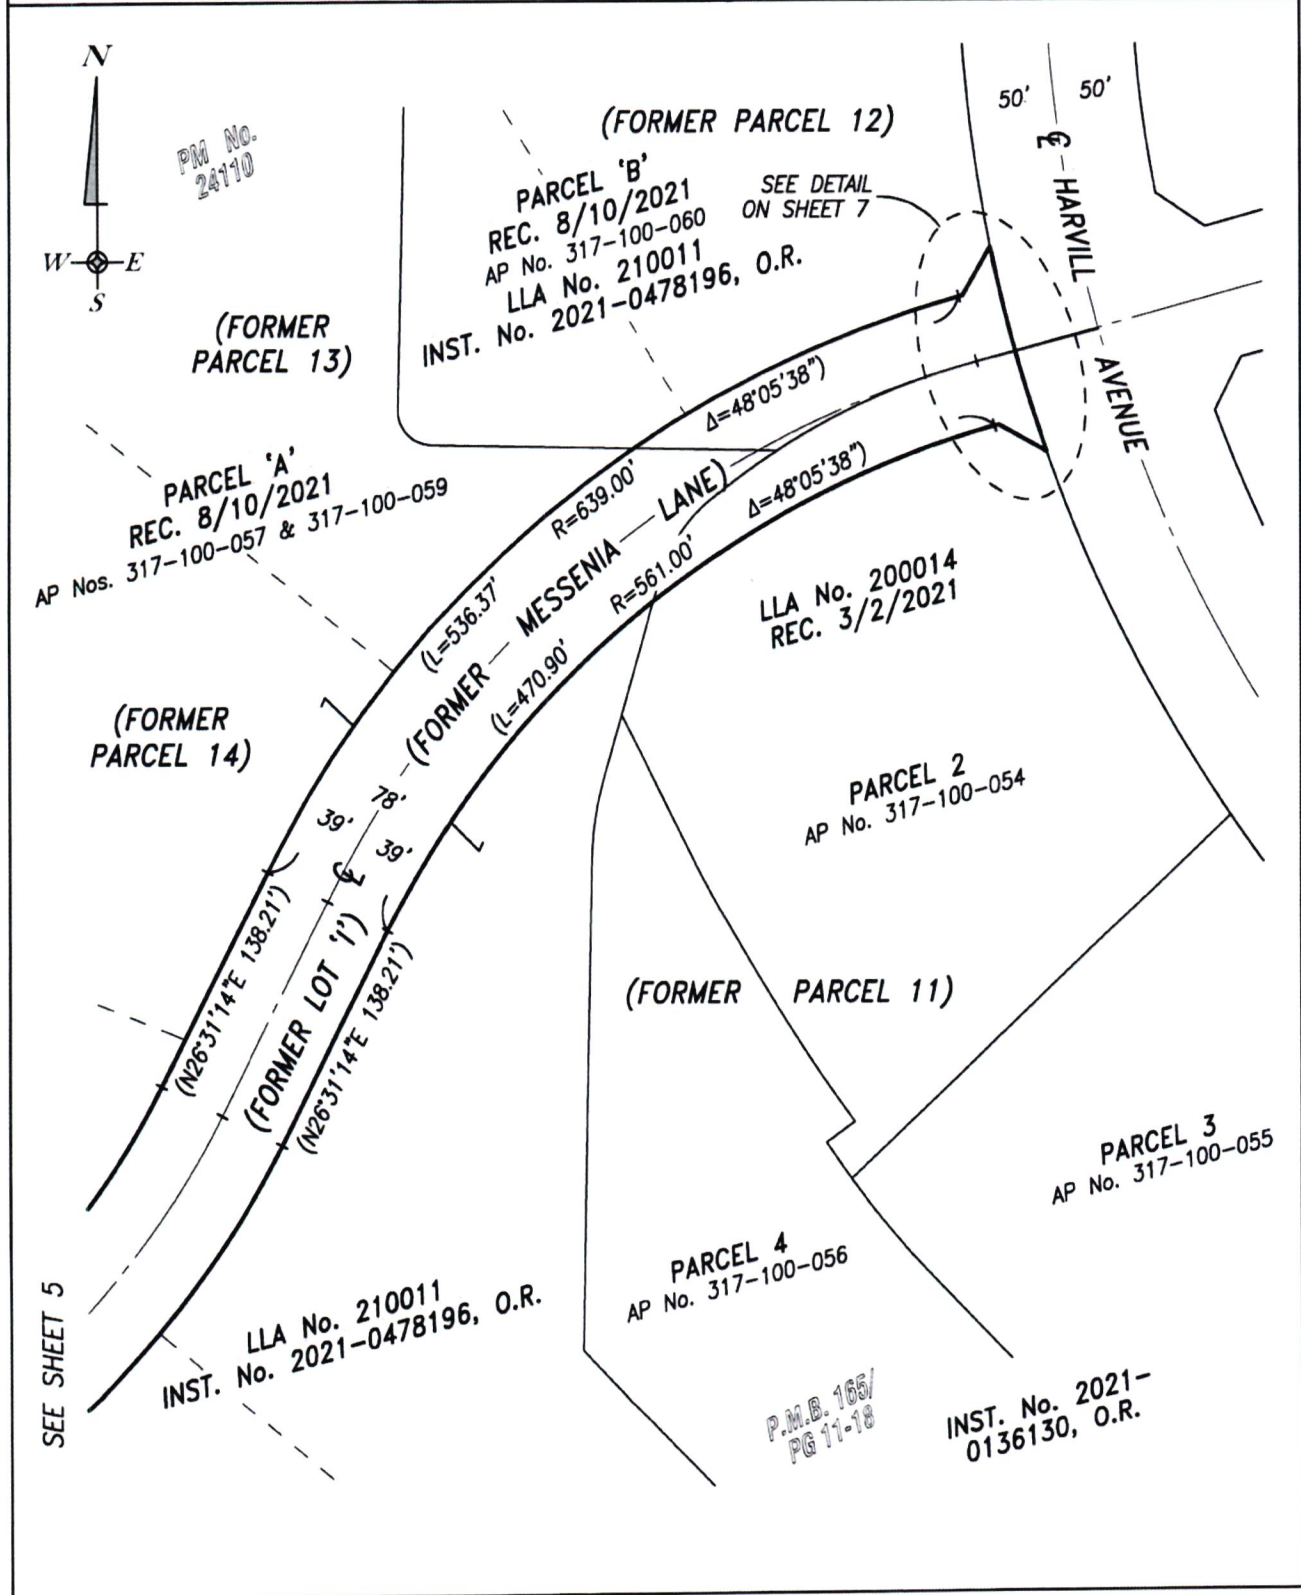 N
W
E
S
PM No.
24110
(FORMER PARCEL 12)
50'
50'
℄
HARVILL
AVENUE
PARCEL 'B'
REC. 8/10/2021
AP No. 317-100-060
LLA No. 210011
INST. No. 2021-0478196, O.R.
SEE DETAIL
ON SHEET 7
(FORMER
PARCEL 13)
Δ=48°05'38")
R=639.00'
(L=536.37'
PARCEL 'A'
REC. 8/10/2021
AP Nos. 317-100-057 & 317-100-059
(FORMER MESSENIA LANE)
Δ=48°05'38")
R=561.00'
(L=470.90'
LLA No. 200014
REC. 3/2/2021
(FORMER
PARCEL 14)
78'
39'
39'
℄
PARCEL 2
AP No. 317-100-054
(N26°31'14"E 138.21')
(FORMER LOT 'I')
(N26°31'14"E 138.21')
(FORMER PARCEL 11)
PARCEL 3
AP No. 317-100-055
PARCEL 4
AP No. 317-100-056
SEE SHEET 5
LLA No. 210011
INST. No. 2021-0478196, O.R.
P.M.B. 165/
PG 11-18
INST. No. 2021-
0136130, O.R.